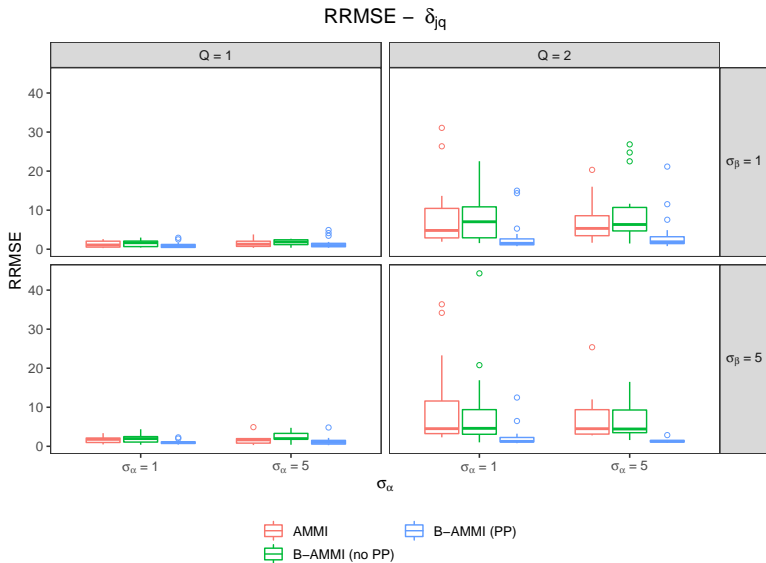 RRMSE − δjq
Q = 1
Q = 2
RRMSE
40
30
20
10
0
σβ = 1
40
30
20
10
0
σβ = 5
σα = 1
σα = 5
σα = 1
σα = 5
σα
AMMI
B−AMMI (PP)
B−AMMI (no PP)